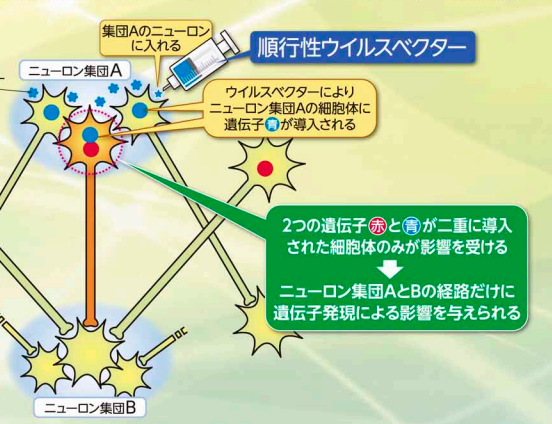 集団Aのニューロン
に入れる
順行性ウイルスベクター
ニューロン集団A
ウイルスベクターにより
ニューロン集団Aの細胞体に
遺伝子青が導入される
2つの遺伝子赤と青が二重に導入
された細胞体のみが影響を受ける
ニューロン集団AとBの経路だけに
遺伝子発現による影響を与えられる
ニューロン集団B